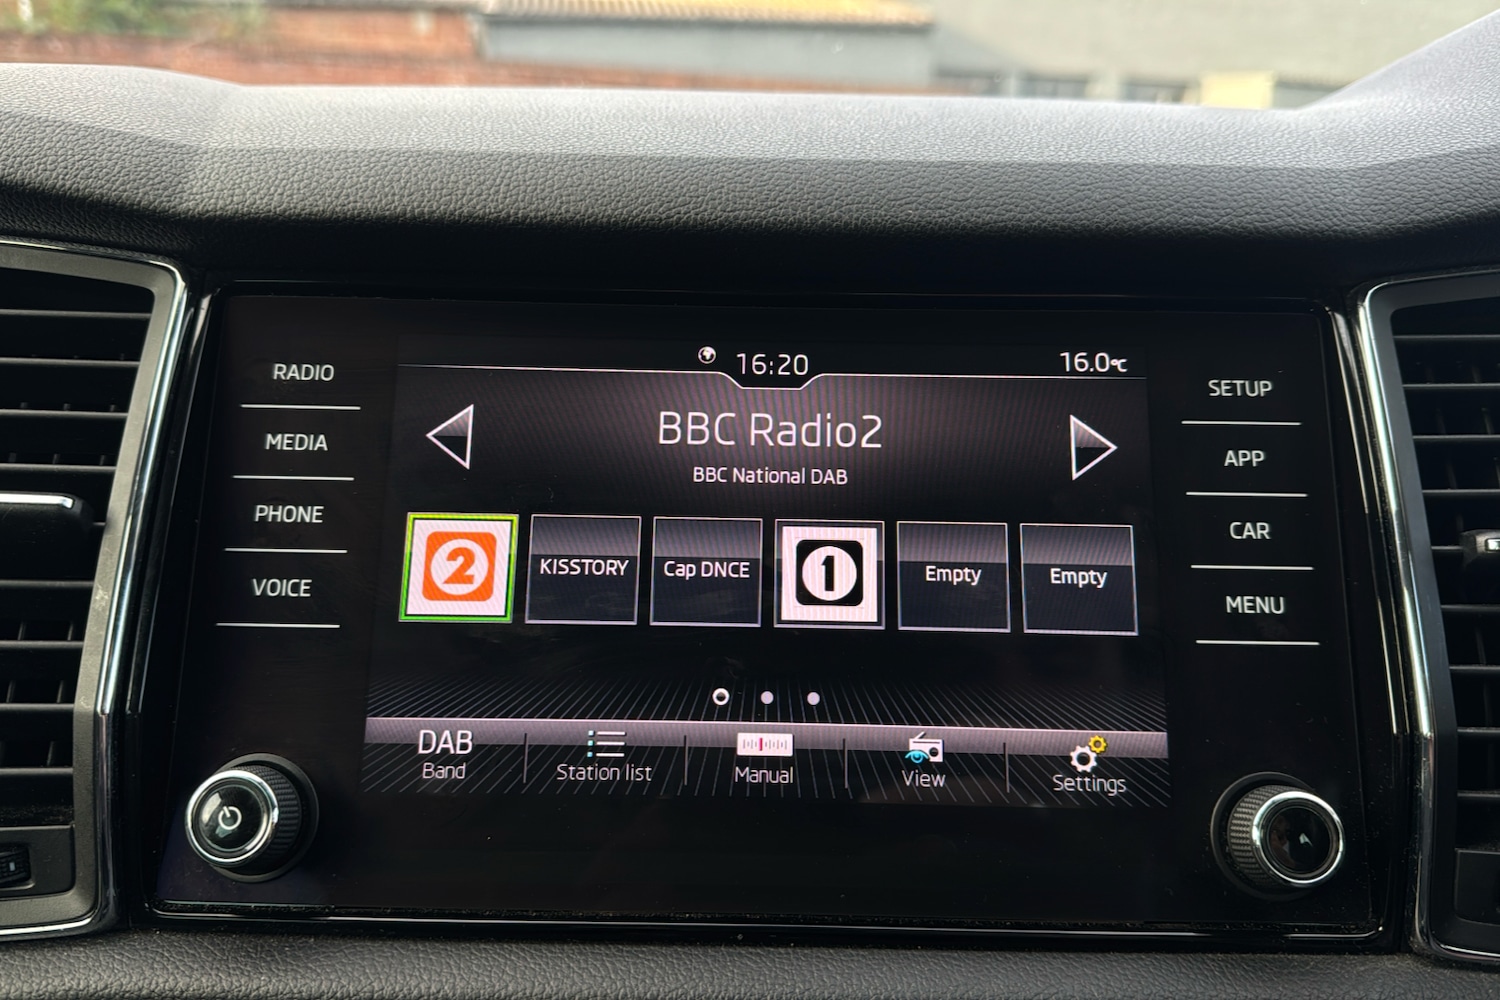 RADIO
MEDIA
PHONE
VOICE
16:20
16.0°C
BBC Radio2
BBC National DAB
2
KISSTORY
Cap DNCE
1
Empty
Empty
DAB
Band
Station list
Manual
View
Settings
SETUP
APP
CAR
MENU